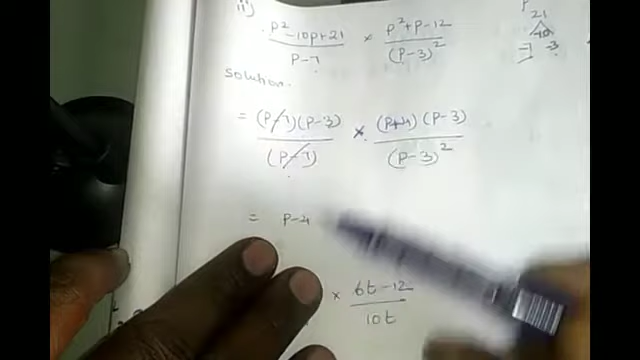 ii) p² - 10p + 21 / p - 7 × p² + p - 12 / (p - 3)²
21
-10
-7 -3
Solution.
= (p - 7)(p - 3) / (p - 7) × (p+4) (p - 3) / (p - 3)²
= p - 4
× 6t - 12 / 10t